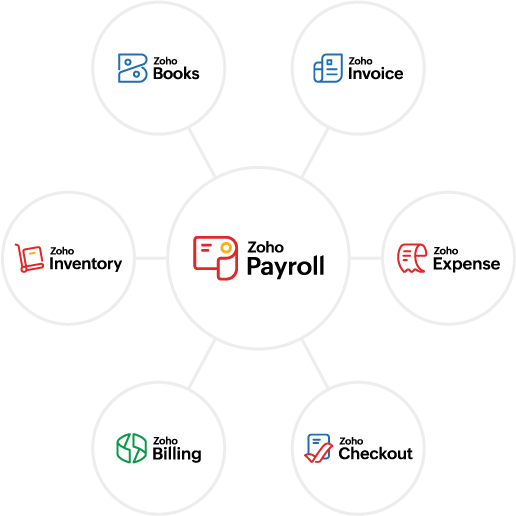 Zoho
Books
Zoho
Invoice
Zoho
Inventory
Zoho
Payroll
Zoho
Expense
Zoho
Billing
Zoho
Checkout